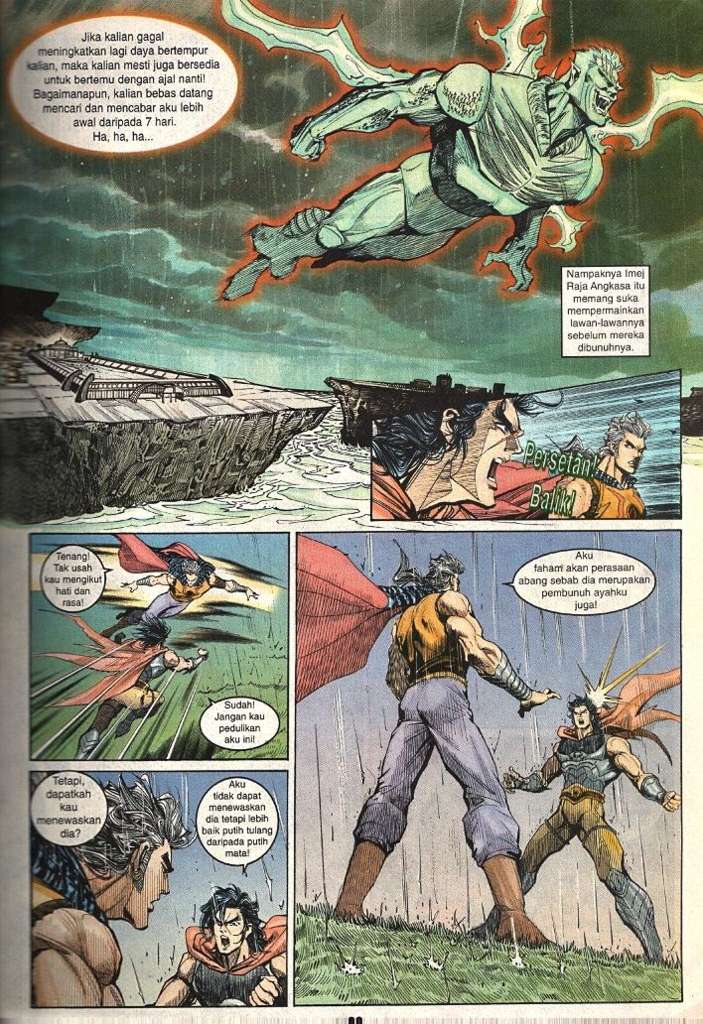 Jika kalian gagal
meningkatkan lagi daya bertempur
kalian, maka kalian mesti juga bersedia
untuk bertemu dengan ajal nanti!
Bagaimanapun, kalian bebas datang
mencari dan mencabar aku lebih
awal daripada 7 hari.
Ha, ha, ha...
Nampaknya Imej
Raja Angkasa itu
memang suka
mempermainkan
lawan-lawannya
sebelum mereka
dibunuhnya.
Persetan!
Balik!
Tenang!
Tak usah
kau mengikut
hati dan
rasa!
Sudah!
Jangan kau
pedulikan
aku ini!
Aku
faham akan perasaan
abang sebab dia merupakan
pembunuh ayahku
juga!
Tetapi,
dapatkah
kau
menewaskan
dia?
Aku
tidak dapat
menewaskan
dia tetapi lebih
baik putih tulang
daripada putih
mata!